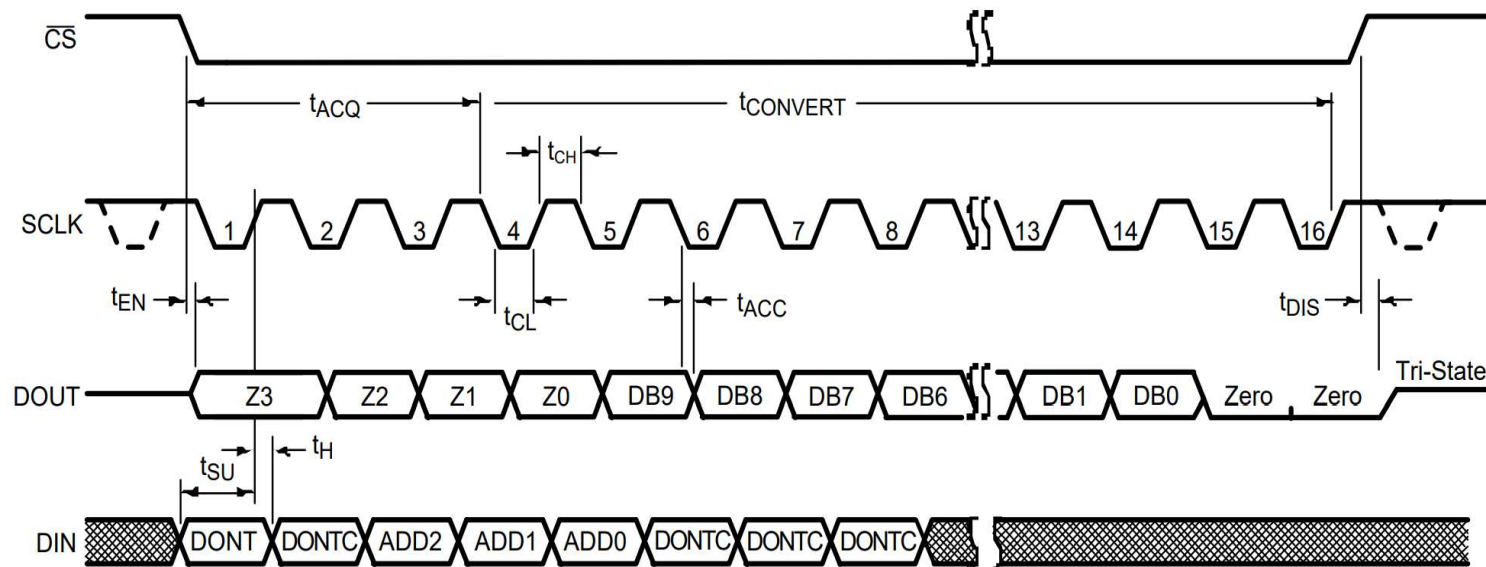 CS
tACQ
tCONVERT
tCH
SCLK
1 2 3 4 5 6 7 8 13 14 15 16
tEN
tCL
tACC
tDIS
Tri-State
DOUT Z3 Z2 Z1 Z0 DB9 DB8 DB7 DB6 DB1 DB0 Zero Zero
tSU
tH
DIN DONT DONTC ADD2 ADD1 ADD0 DONTC DONTC DONTC